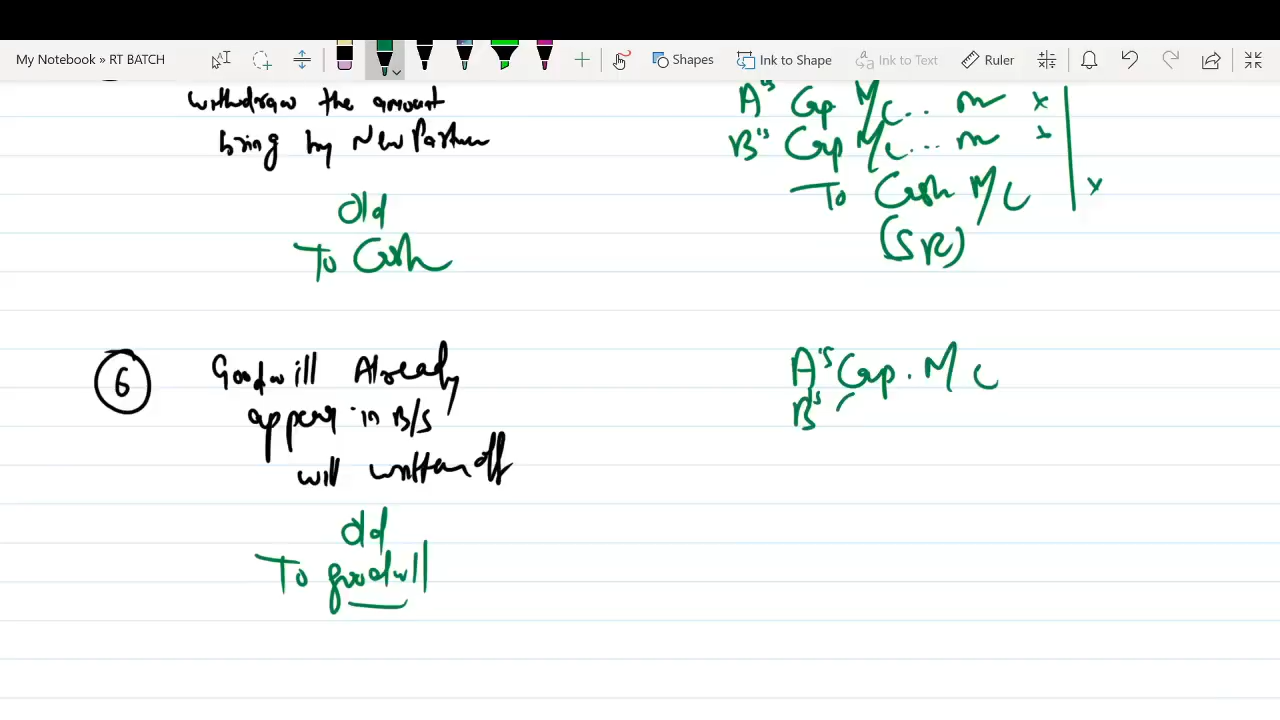 My Notebook » RT BATCH
Shapes
Ink to Shape
Ink to Text
Ruler
withdraw the amount
bring by New Partner
Old
To Cash
A's Cap A/c...
B's Cap A/c...
To Cash A/c
(SR)
6
Goodwill Already
appear in B/s
will written off
Old
To goodwill
A's Cap. A/c
B's